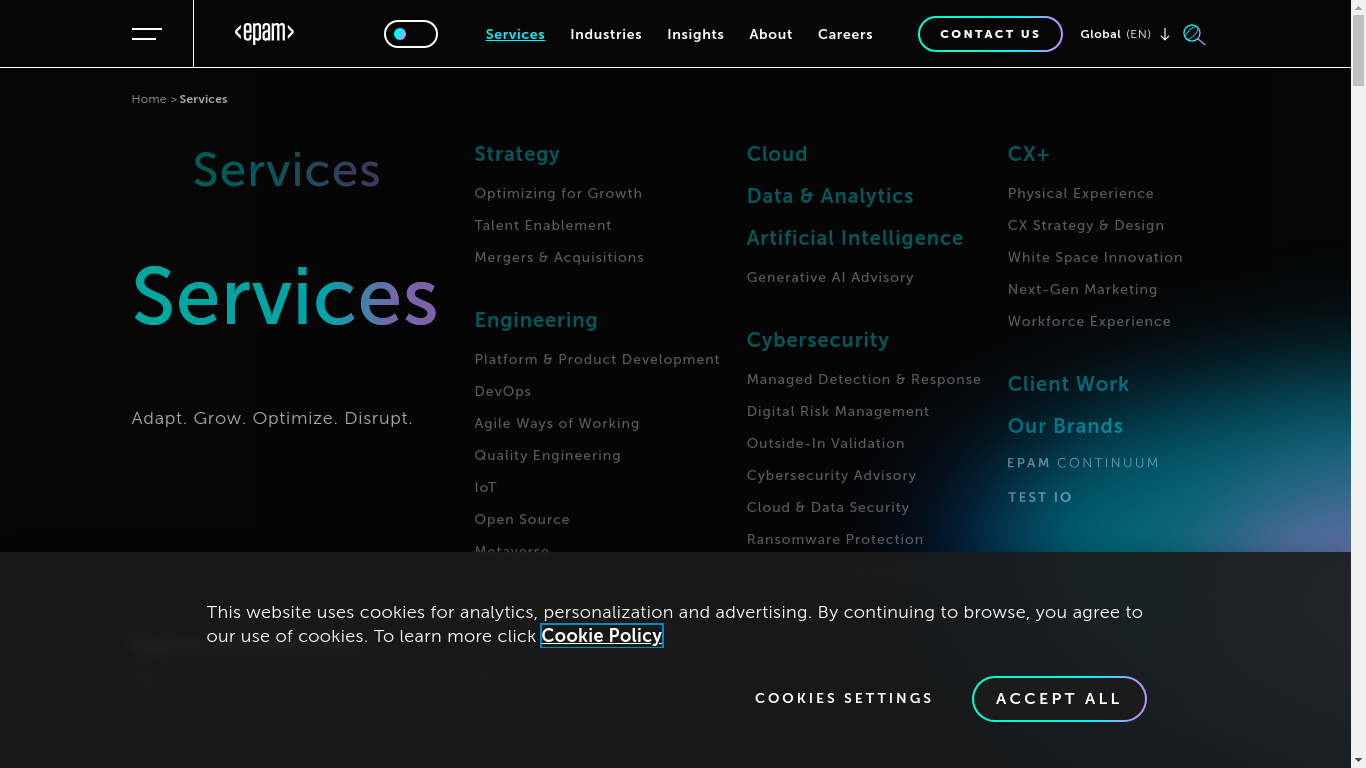 <epam>
Services
Industries
Insights
About
Careers
CONTACT US
Global (EN)
Home > Services
Services
Strategy
Optimizing for Growth
Talent Enablement
Mergers & Acquisitions
Engineering
Platform & Product Development
DevOps
Agile Ways of Working
Quality Engineering
IoT
Open Source
Metaverse
Cloud
Data & Analytics
Artificial Intelligence
Generative AI Advisory
Cybersecurity
Managed Detection & Response
Digital Risk Management
Outside-In Validation
Cybersecurity Advisory
Cloud & Data Security
Ransomware Protection
CX+
Physical Experience
CX Strategy & Design
White Space Innovation
Next-Gen Marketing
Workforce Experience
Client Work
Our Brands
EPAM CONTINUUM
TEST IO
Services
Adapt. Grow. Optimize. Disrupt.
This website uses cookies for analytics, personalization and advertising. By continuing to browse, you agree to
our use of cookies. To learn more click Cookie Policy
COOKIES SETTINGS
ACCEPT ALL